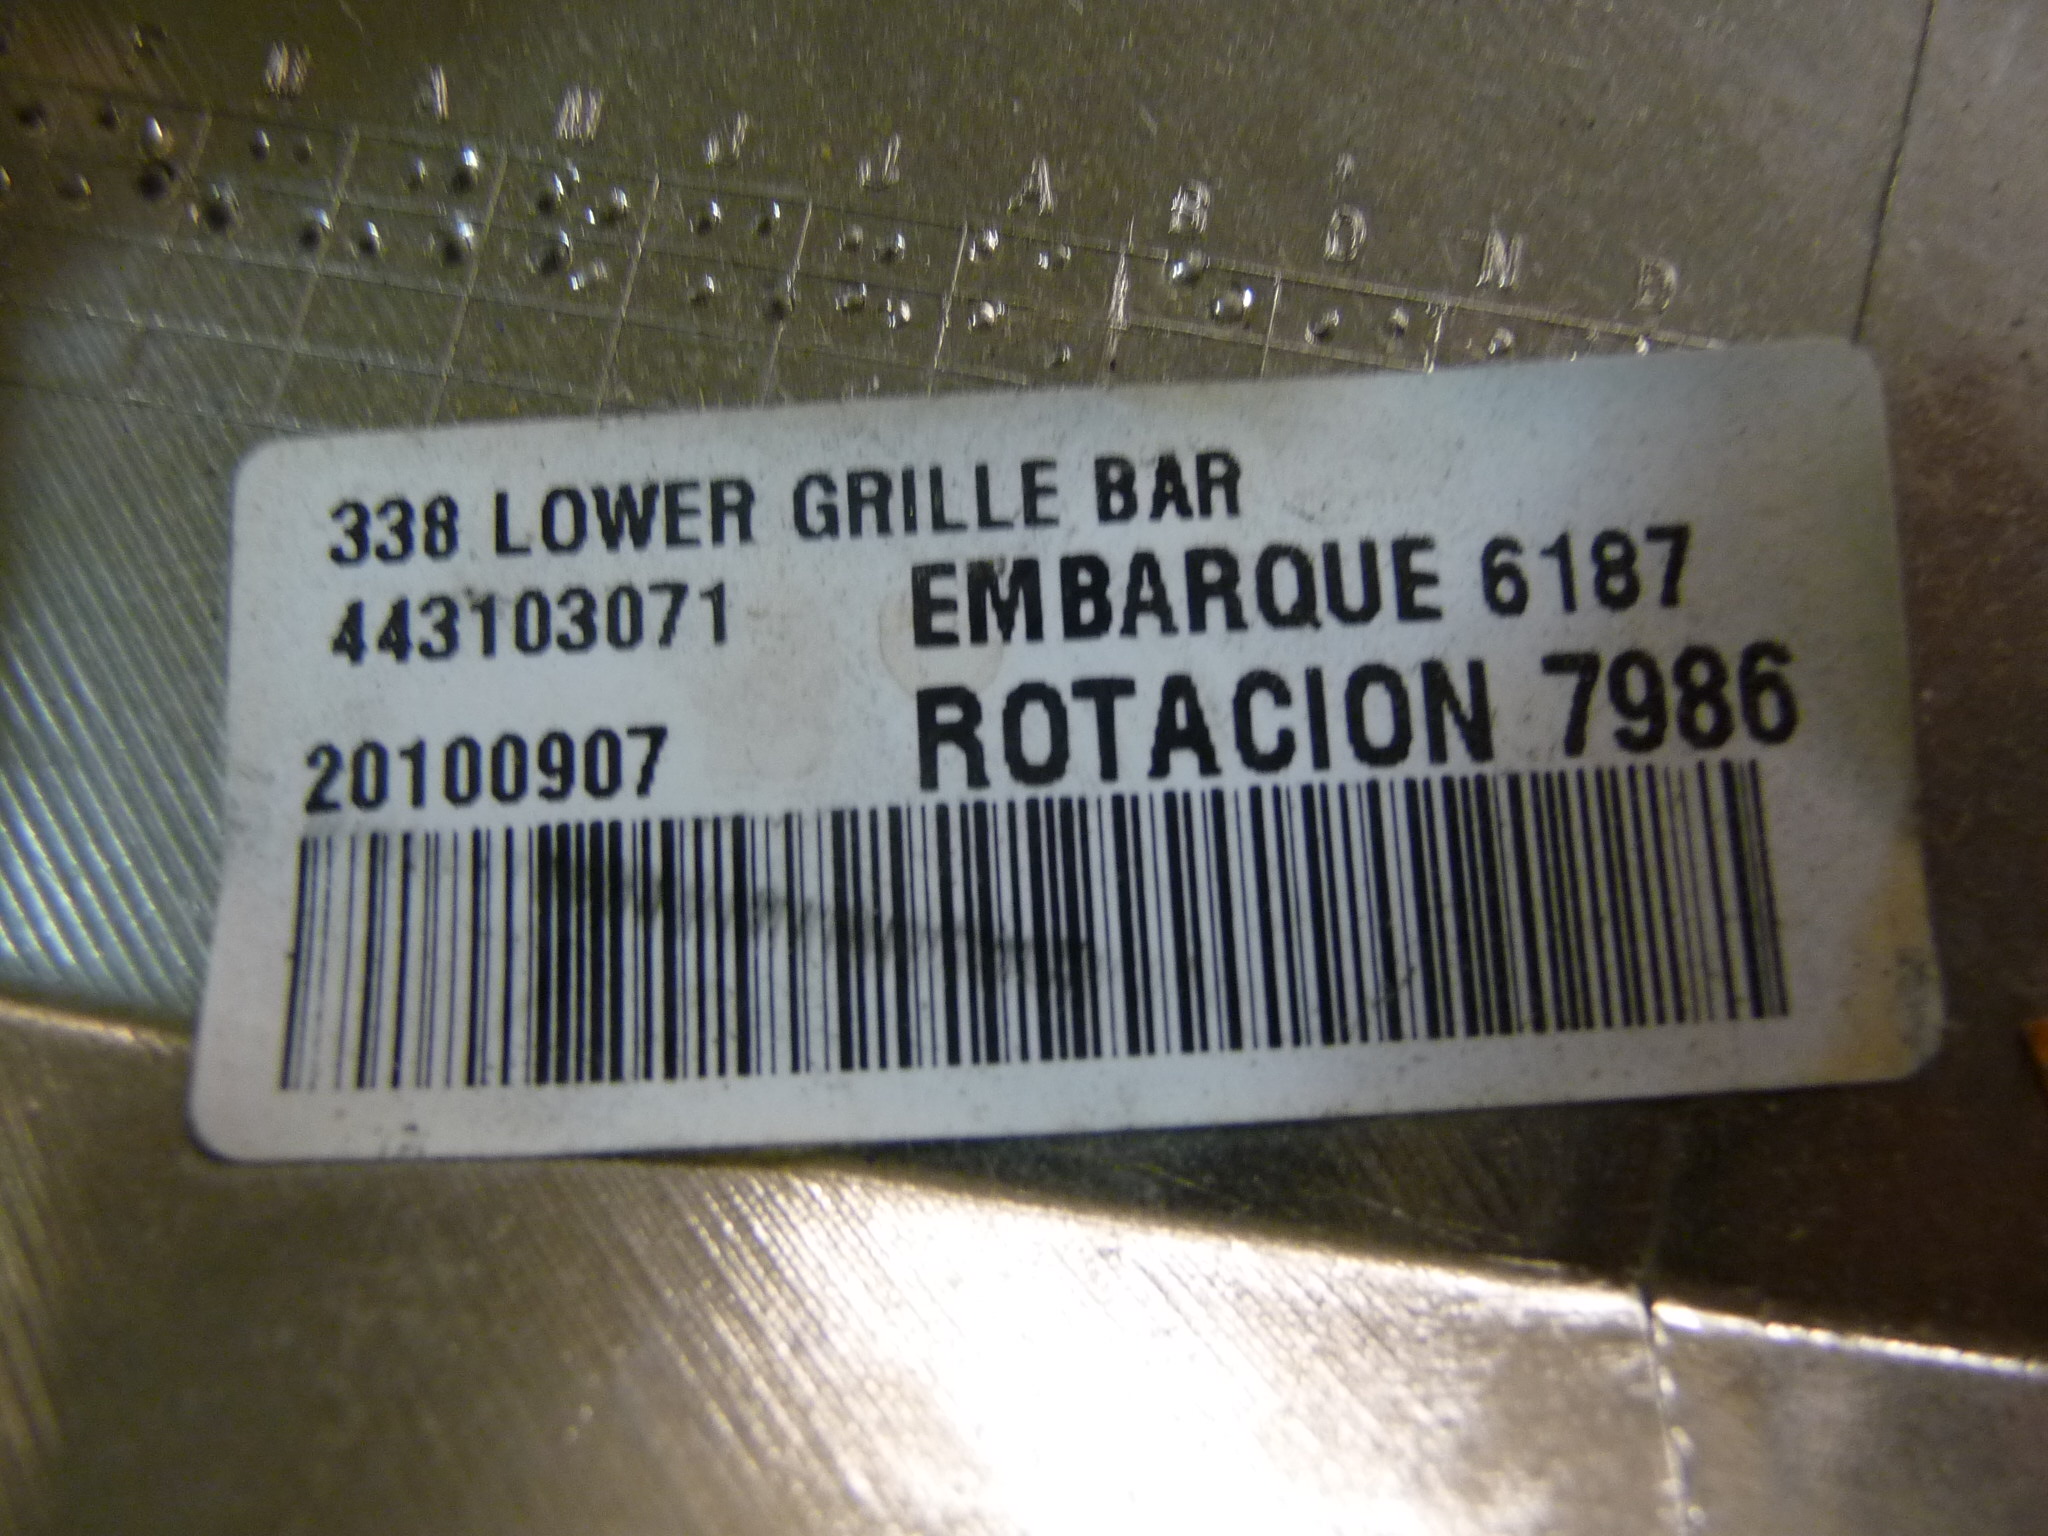 M A M J J A S O N D
338 LOWER GRILLE BAR
443103071 EMBARQUE 6187
20100907 ROTACION 7986